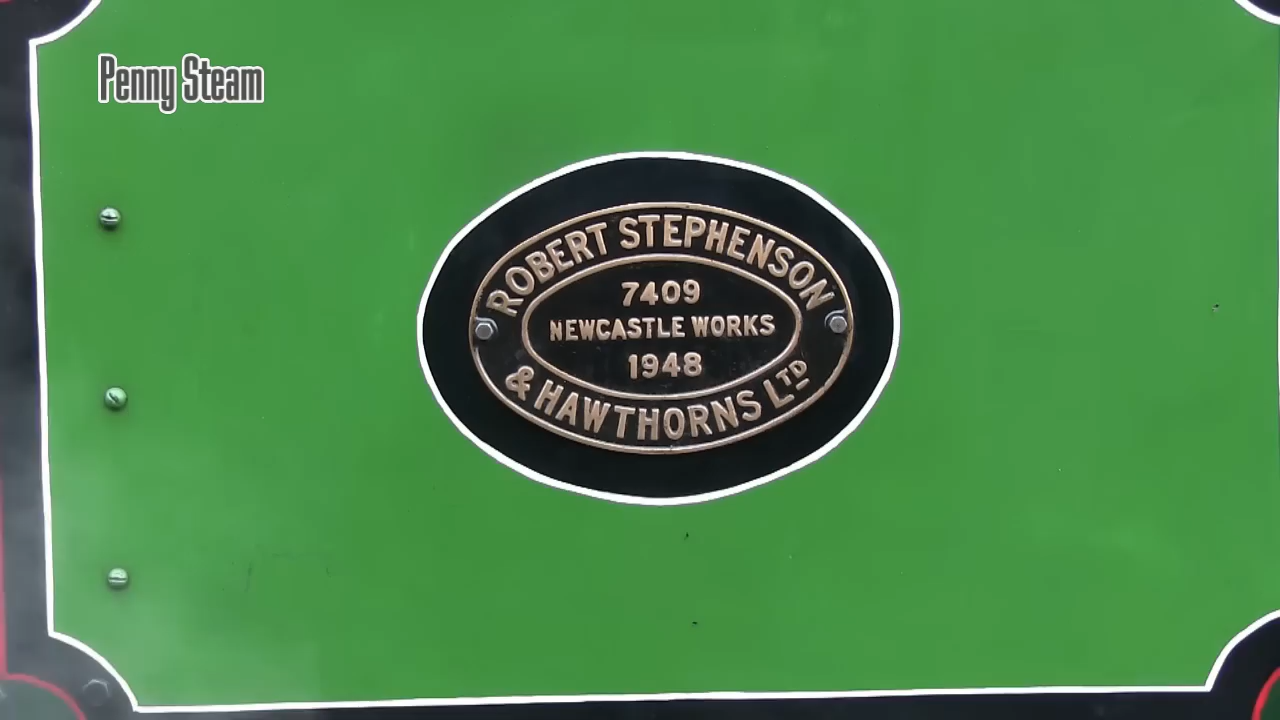 Penny Steam
ROBERT STEPHENSON
7409
NEWCASTLE WORKS
1948
& HAWTHORNS LTD